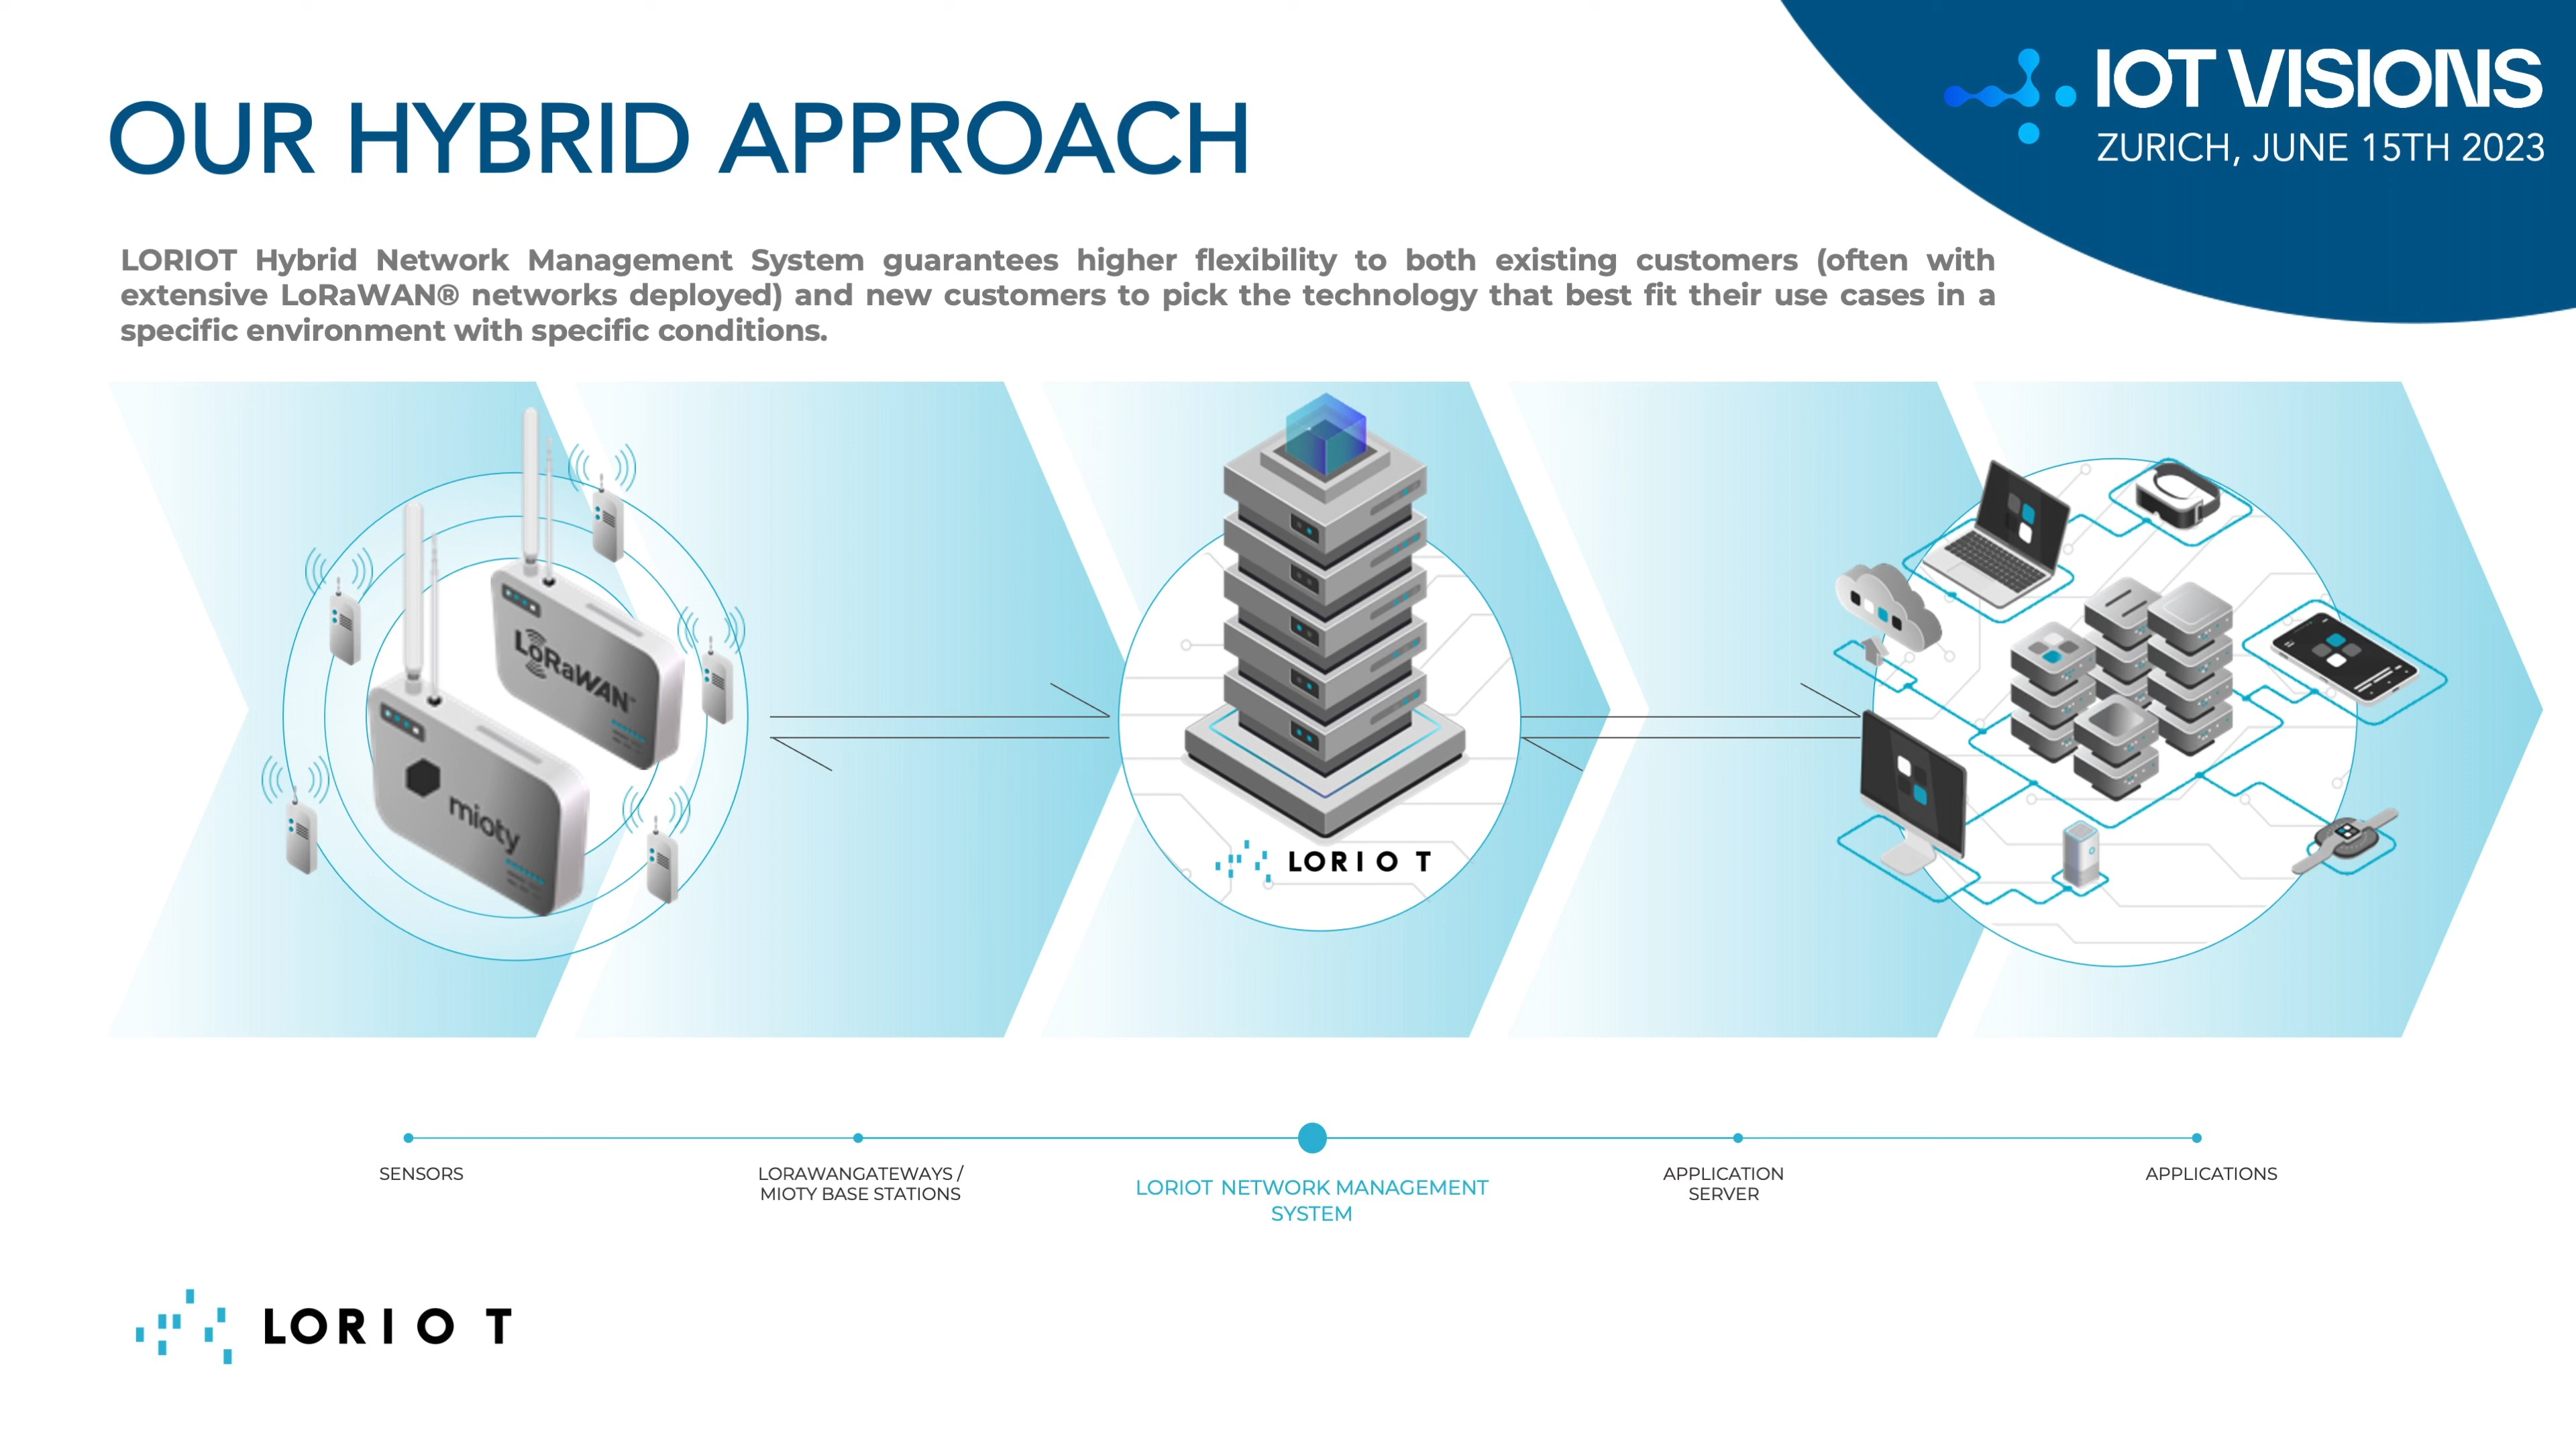 IOT VISIONS
ZURICH, JUNE 15TH 2023
OUR HYBRID APPROACH
LORIOT Hybrid Network Management System guarantees higher flexibility to both existing customers (often with
extensive LoRaWAN® networks deployed) and new customers to pick the technology that best fit their use cases in a
specific environment with specific conditions.
LoRaWAN™
mioty
LORIOT
SENSORS
LORAWANGATEWAYS /
MIOTY BASE STATIONS
LORIOT NETWORK MANAGEMENT
SYSTEM
APPLICATION
SERVER
APPLICATIONS
LORIOT